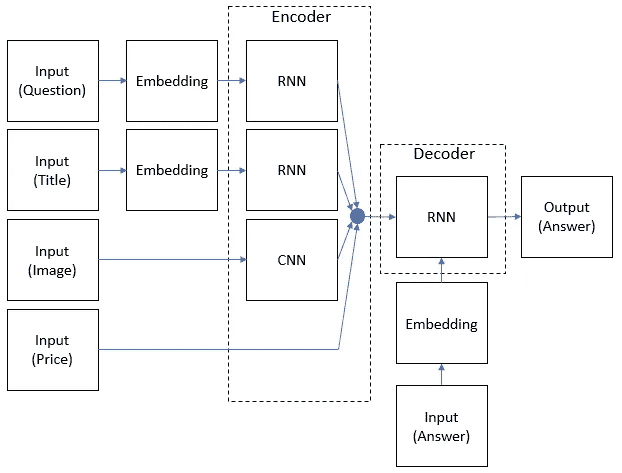 Encoder
Input
(Question)
Embedding
RNN
Input
(Title)
Embedding
RNN
Decoder
RNN
Output
(Answer)
Input
(Image)
CNN
Input
(Price)
Embedding
Input
(Answer)